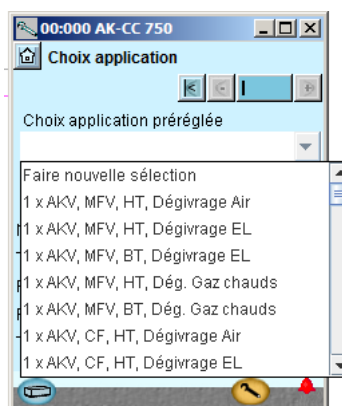 00:000 AK-CC 750
Choix application
Choix application préréglée
Faire nouvelle sélection
1 x AKV, MFV, HT, Dégivrage Air
1 x AKV, MFV, HT, Dégivrage EL
1 x AKV, MFV, BT, Dégivrage EL
1 x AKV, MFV, HT, Dég. Gaz chauds
1 x AKV, MFV, BT, Dég. Gaz chauds
1 x AKV, CF, HT, Dégivrage Air
1 x AKV, CF, HT, Dégivrage EL